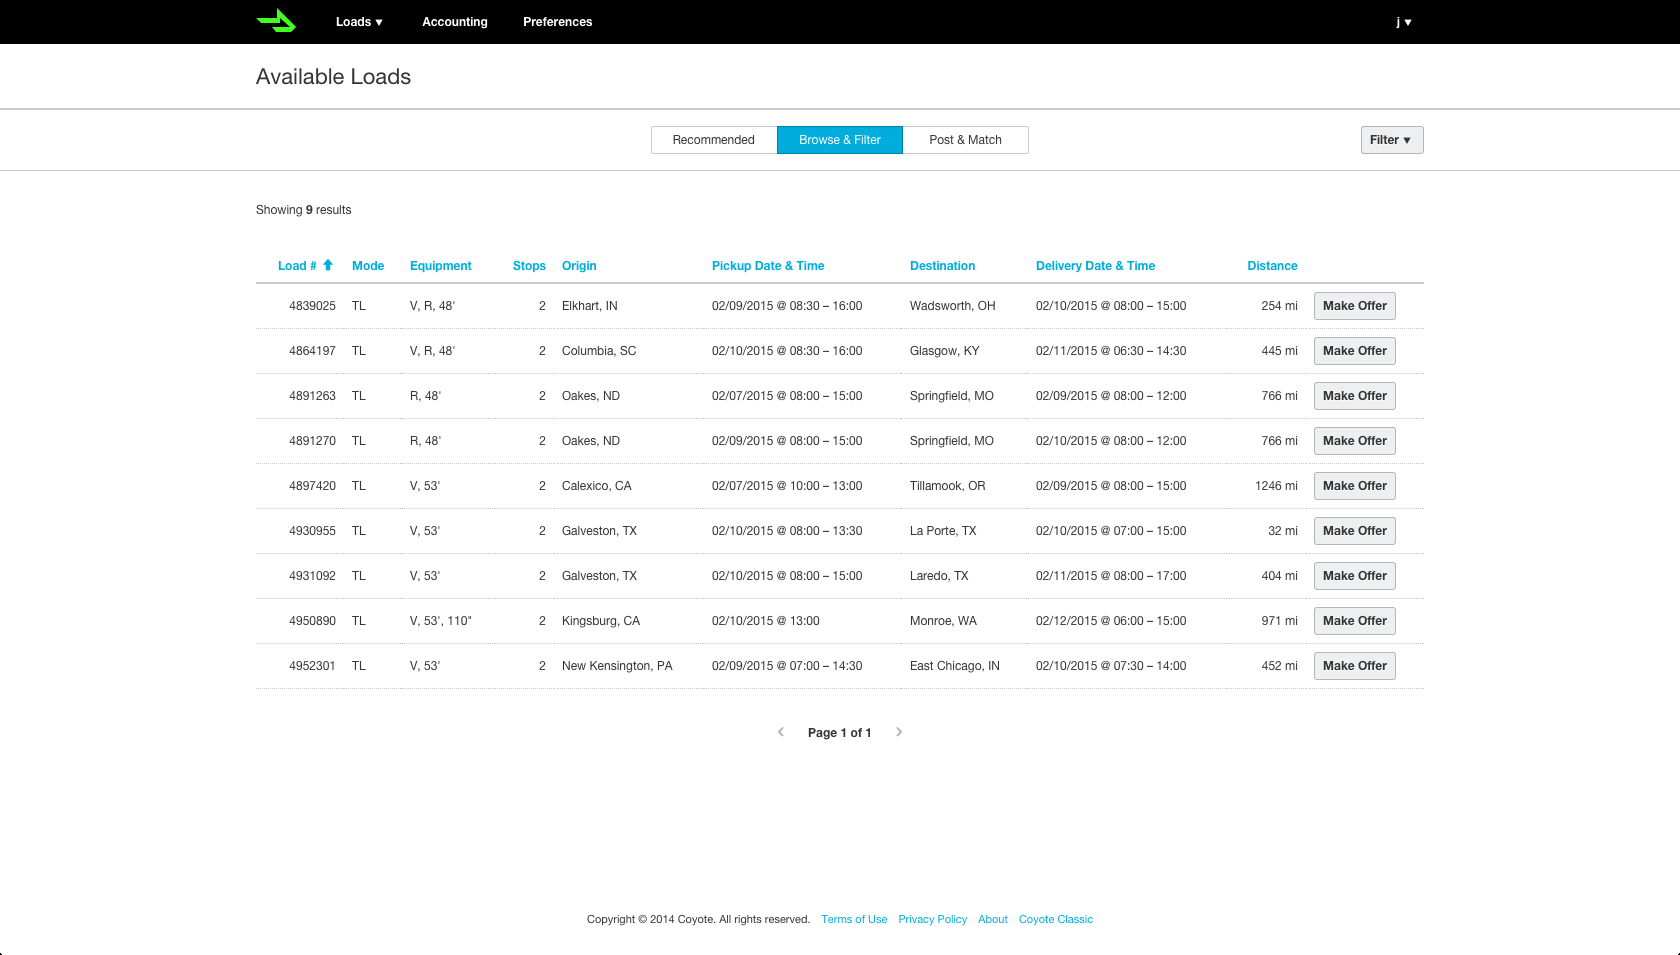 Loads ▼ Accounting Preferences j ▼
Available Loads
Recommended Browse & Filter Post & Match Filter ▼
Showing 9 results
Load # Mode Equipment Stops Origin Pickup Date & Time Destination Delivery Date & Time Distance
4839025 TL V, R, 48' 2 Elkhart, IN 02/09/2015 @ 08:30 – 16:00 Wadsworth, OH 02/10/2015 @ 08:00 – 15:00 254 mi Make Offer
4864197 TL V, R, 48' 2 Columbia, SC 02/10/2015 @ 08:30 – 16:00 Glasgow, KY 02/11/2015 @ 06:30 – 14:30 445 mi Make Offer
4891263 TL R, 48' 2 Oakes, ND 02/07/2015 @ 08:00 – 15:00 Springfield, MO 02/09/2015 @ 08:00 – 12:00 766 mi Make Offer
4891270 TL R, 48' 2 Oakes, ND 02/09/2015 @ 08:00 – 15:00 Springfield, MO 02/10/2015 @ 08:00 – 12:00 766 mi Make Offer
4897420 TL V, 53' 2 Calexico, CA 02/07/2015 @ 10:00 – 13:00 Tillamook, OR 02/09/2015 @ 08:00 – 15:00 1246 mi Make Offer
4930955 TL V, 53' 2 Galveston, TX 02/10/2015 @ 08:00 – 13:30 La Porte, TX 02/10/2015 @ 07:00 – 15:00 32 mi Make Offer
4931092 TL V, 53' 2 Galveston, TX 02/10/2015 @ 08:00 – 15:00 Laredo, TX 02/11/2015 @ 08:00 – 17:00 404 mi Make Offer
4950890 TL V, 53', 110" 2 Kingsburg, CA 02/10/2015 @ 13:00 Monroe, WA 02/12/2015 @ 06:00 – 15:00 971 mi Make Offer
4952301 TL V, 53' 2 New Kensington, PA 02/09/2015 @ 07:00 – 14:30 East Chicago, IN 02/10/2015 @ 07:30 – 14:00 452 mi Make Offer
Page 1 of 1
Copyright © 2014 Coyote. All rights reserved. Terms of Use Privacy Policy About Coyote Classic